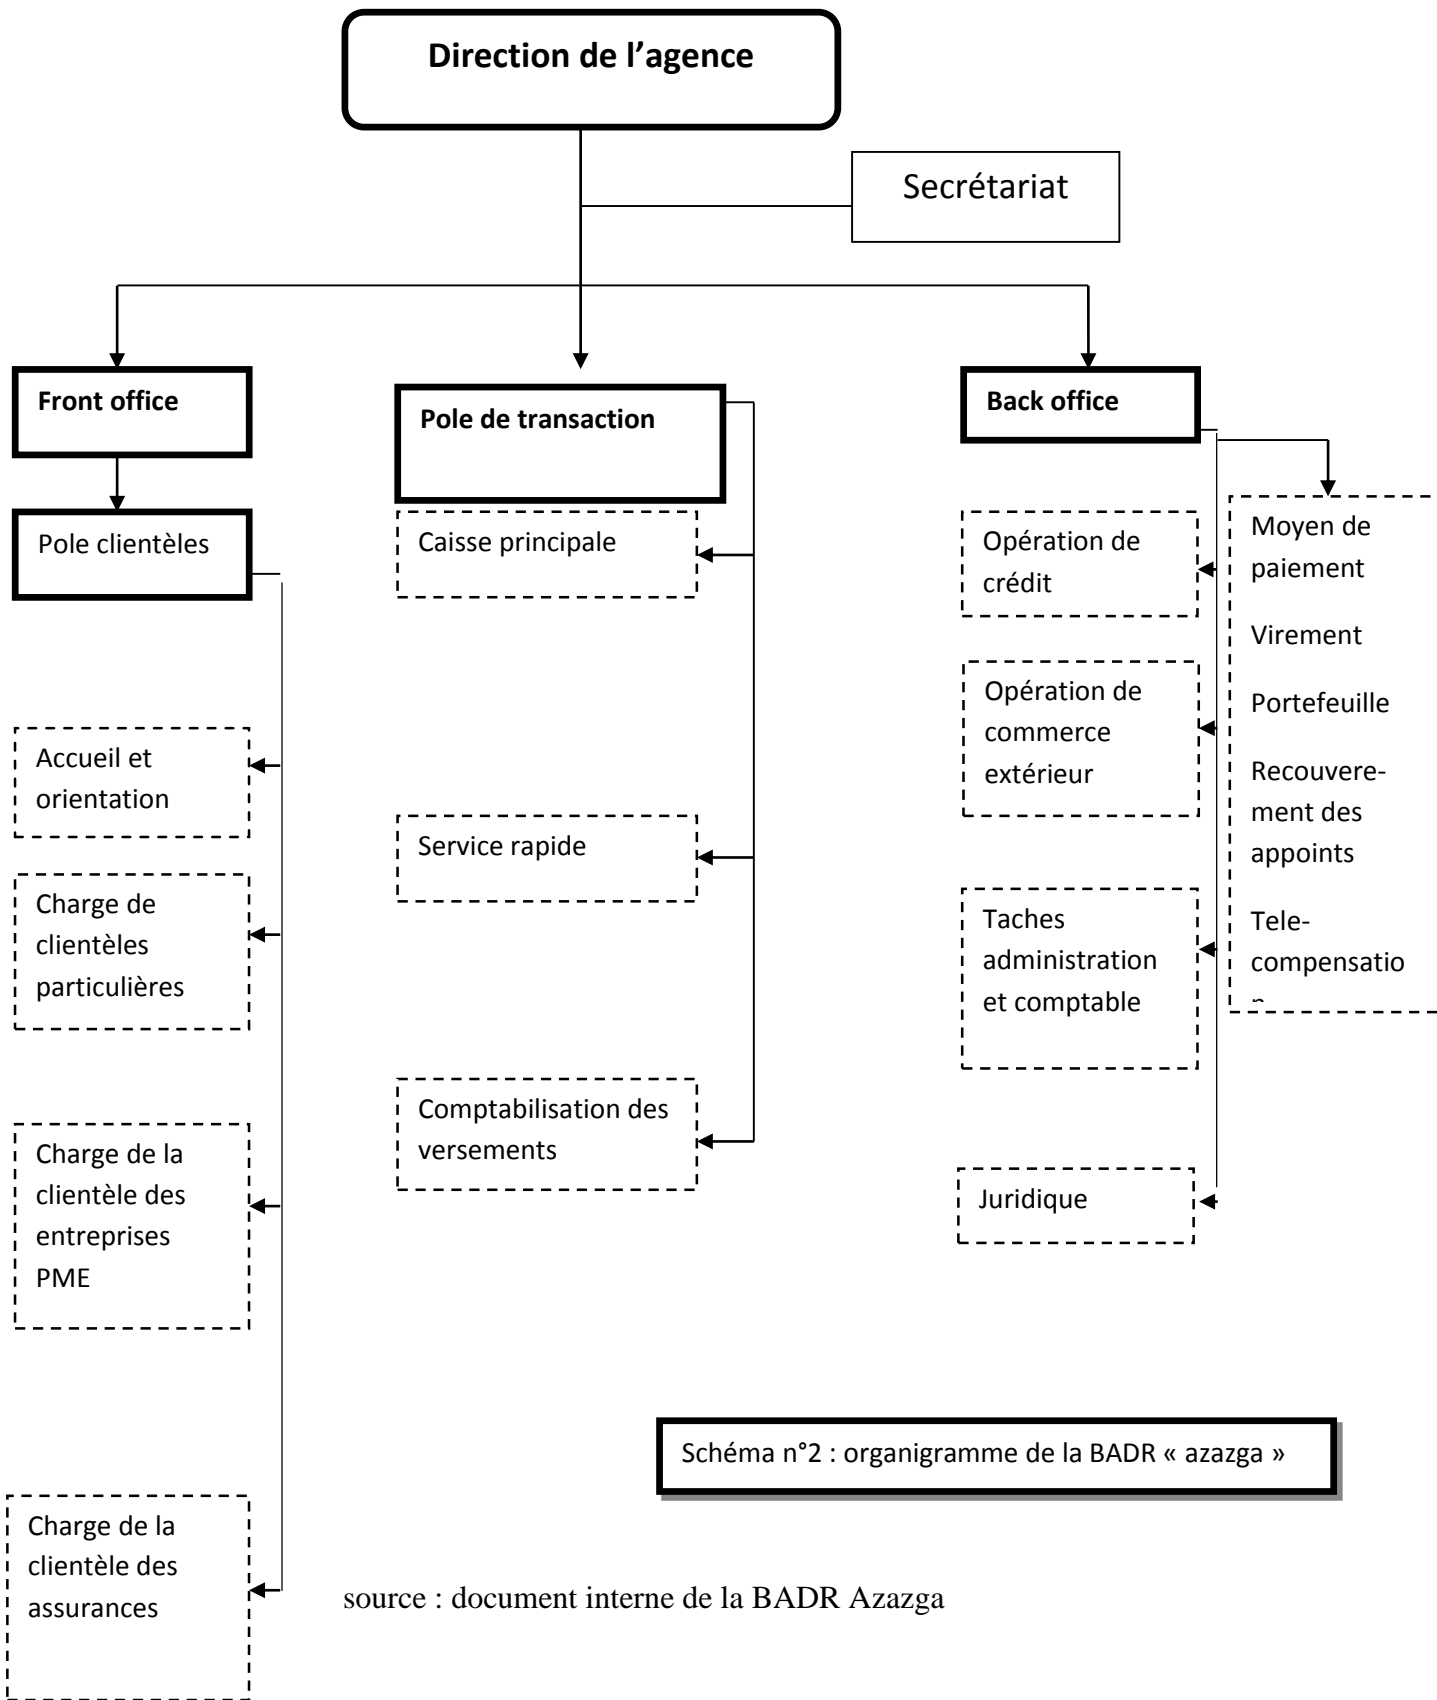 Direction de l’agence
Secrétariat
Front office
Pole clientèles
Accueil et
orientation
Charge de
clientèles
particulières
Charge de la
clientèle des
entreprises
PME
Charge de la
clientèle des
assurances
Pole de transaction
Caisse principale
Service rapide
Comptabilisation des
versements
Back office
Opération de
crédit
Opération de
commerce
extérieur
Taches
administration
et comptable
Juridique
Moyen de
paiement
Virement
Portefeuille
Recouvere-
ment des
appoints
Tele-
compensatio
n
Schéma n°2 : organigramme de la BADR « azazga »
source : document interne de la BADR Azazga